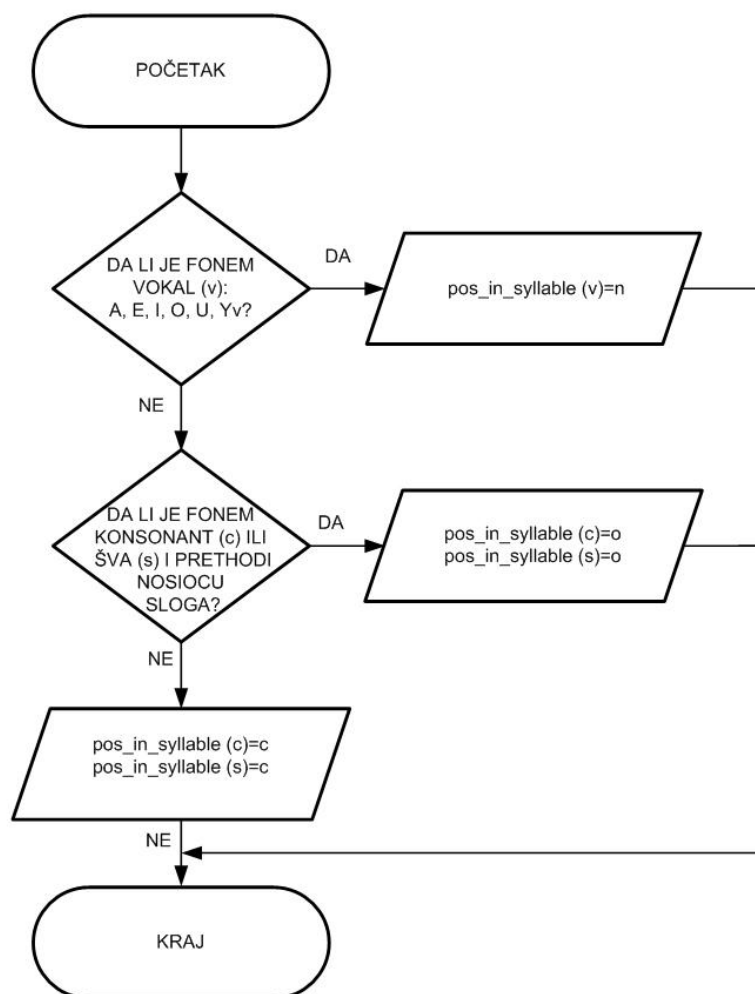 POČETAK
DA LI JE FONEM
VOKAL (v):
A, E, I, O, U, Yv?
DA
pos_in_syllable (v)=n
NE
DA LI JE FONEM
KONSONANT (c) ILI
ŠVA (s) I PRETHODI
NOSIOCU
SLOGA?
DA
pos_in_syllable (c)=o
pos_in_syllable (s)=o
NE
pos_in_syllable (c)=c
pos_in_syllable (s)=c
NE
KRAJ